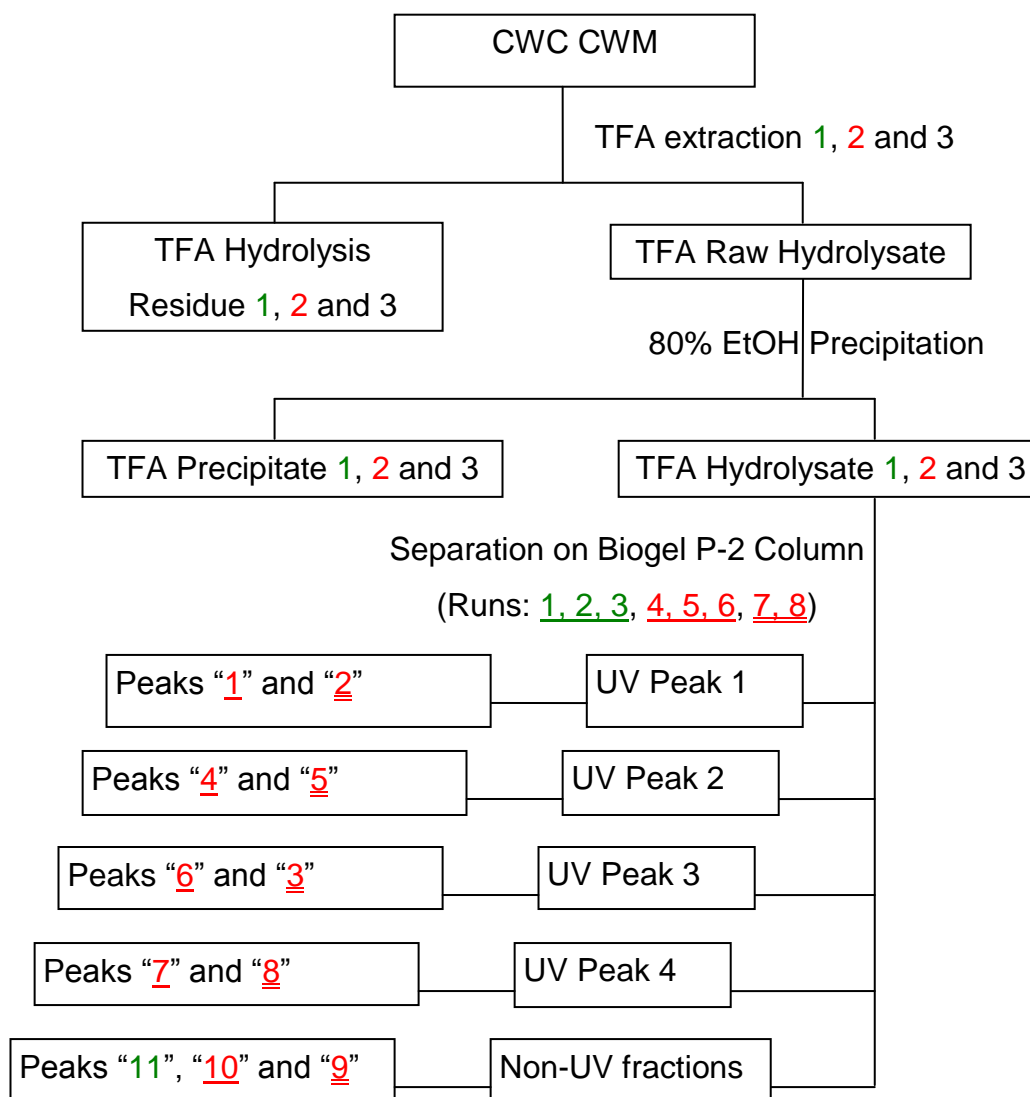 CWC CWM
TFA extraction 1, 2 and 3
TFA Hydrolysis
Residue 1, 2 and 3
TFA Raw Hydrolysate
80% EtOH Precipitation
TFA Precipitate 1, 2 and 3
TFA Hydrolysate 1, 2 and 3
Separation on Biogel P-2 Column
(Runs: 1, 2, 3, 4, 5, 6, 7, 8)
Peaks “1” and “2”
UV Peak 1
Peaks “4” and “5”
UV Peak 2
Peaks “6” and “3”
UV Peak 3
Peaks “7” and “8”
UV Peak 4
Peaks “11”, “10” and “9”
Non-UV fractions